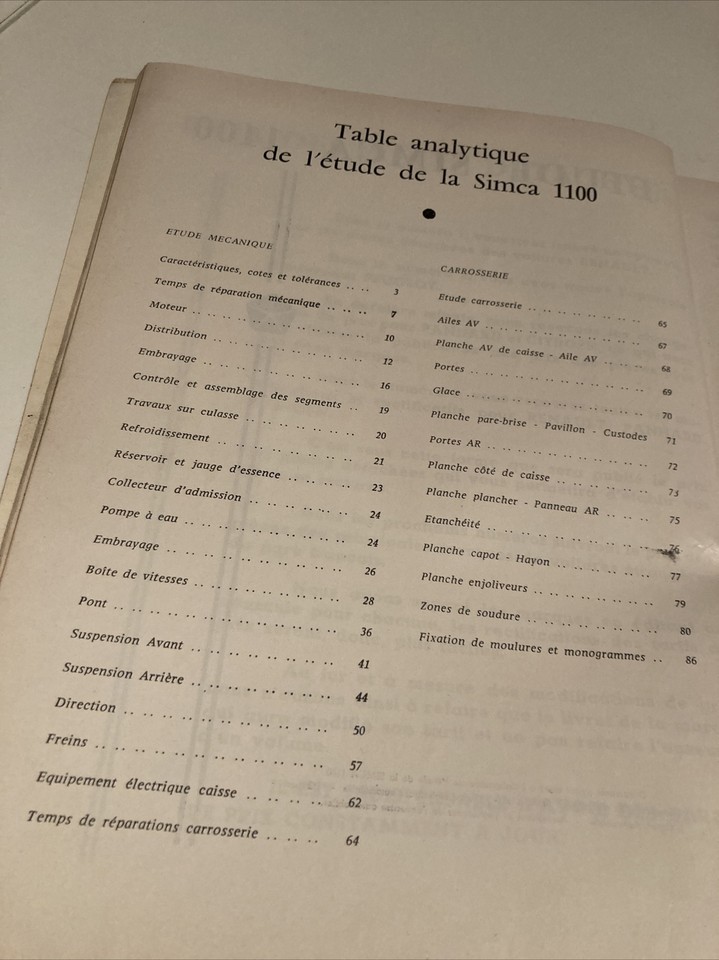 Table analytique
de l'étude de la Simca 1100
ETUDE MECANIQUE
Caractéristiques, cotes et tolérances .. .. 3
Temps de réparation mécanique .. .. .. 7
Moteur .. .. .. .. .. .. .. .. .. .. 10
Distribution .. .. .. .. .. .. .. .. .. 12
Embrayage .. .. .. .. .. .. .. .. .. 16
Contrôle et assemblage des segments .. 19
Travaux sur culasse .. .. .. .. .. .. 20
Refroidissement .. .. .. .. .. .. .. .. 21
Réservoir et jauge d'essence .. .. .. .. 23
Collecteur d'admission .. .. .. .. .. 24
Pompe à eau .. .. .. .. .. .. .. .. 24
Embrayage .. .. .. .. .. .. .. .. .. 26
Boîte de vitesses .. .. .. .. .. .. .. 28
Pont .. .. .. .. .. .. .. .. .. .. .. 36
Suspension Avant .. .. .. .. .. .. .. 41
Suspension Arrière .. .. .. .. .. .. .. 44
Direction .. .. .. .. .. .. .. .. .. .. 50
Freins .. .. .. .. .. .. .. .. .. .. .. 57
Equipement électrique caisse .. .. .. .. 62
Temps de réparations carrosserie .. .. .. 64
CARROSSERIE
Etude carrosserie .. .. .. .. .. .. .. 65
Ailes AV .. .. .. .. .. .. .. .. .. 67
Planche AV de caisse - Aile AV .. .. .. 68
Portes .. .. .. .. .. .. .. .. .. .. 69
Glace .. .. .. .. .. .. .. .. .. .. 70
Planche pare-brise - Pavillon - Custodes 71
Portes AR .. .. .. .. .. .. .. .. .. 72
Planche côté de caisse .. .. .. .. .. .. 73
Planche plancher - Panneau AR .. .. .. 75
Etanchéité .. .. .. .. .. .. .. .. .. 76
Planche capot - Hayon .. .. .. .. .. 77
Planche enjoliveurs .. .. .. .. .. .. .. 79
Zones de soudure .. .. .. .. .. .. .. 80
Fixation de moulures et monogrammes .. 86